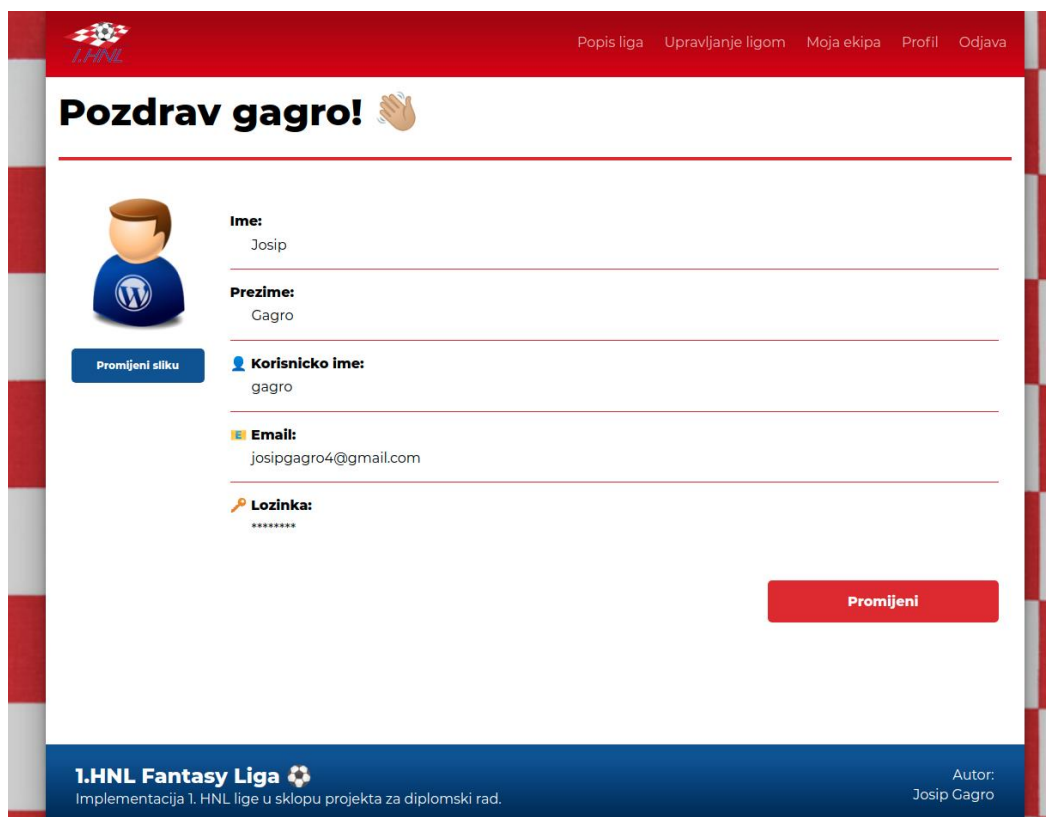 1.HNL
Popis liga Upravljanje ligom Moja ekipa Profil Odjava
Pozdrav gagro! 👋🏼
Ime:
Josip
Prezime:
Gagro
Promijeni sliku
👤 Korisnicko ime:
gagro
📧 Email:
josipgagro4@gmail.com
🔑 Lozinka:
********
Promijeni
1.HNL Fantasy Liga ⚽
Implementacija 1. HNL lige u sklopu projekta za diplomski rad.
Autor:
Josip Gagro